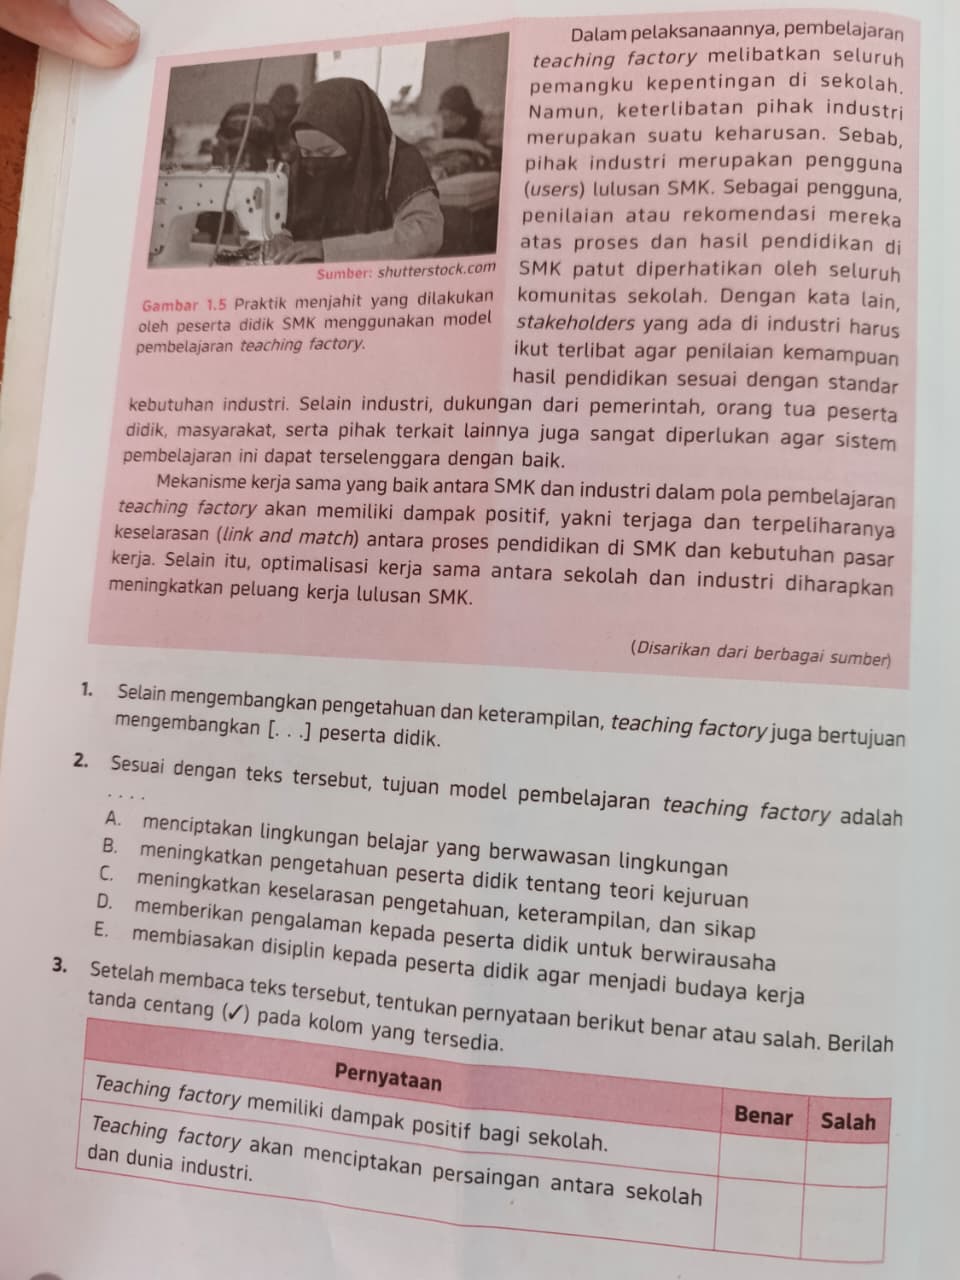 Dalam pelaksanaannya, pembelajaran
teaching factory melibatkan seluruh
pemangku kepentingan di sekolah.
Namun, keterlibatan pihak industri
merupakan suatu keharusan. Sebab,
pihak industri merupakan pengguna
(users) lulusan SMK. Sebagai pengguna,
penilaian atau rekomendasi mereka
atas proses dan hasil pendidikan di
SMK patut diperhatikan oleh seluruh
komunitas sekolah. Dengan kata lain,
stakeholders yang ada di industri harus
ikut terlibat agar penilaian kemampuan
hasil pendidikan sesuai dengan standar
Sumber: shutterstock.com
Gambar 1.5 Praktik menjahit yang dilakukan
oleh peserta didik SMK menggunakan model
pembelajaran teaching factory.
kebutuhan industri. Selain industri, dukungan dari pemerintah, orang tua peserta
didik, masyarakat, serta pihak terkait lainnya juga sangat diperlukan agar sistem
pembelajaran ini dapat terselenggara dengan baik.
Mekanisme kerja sama yang baik antara SMK dan industri dalam pola pembelajaran
teaching factory akan memiliki dampak positif, yakni terjaga dan terpeliharanya
keselarasan (link and match) antara proses pendidikan di SMK dan kebutuhan pasar
kerja. Selain itu, optimalisasi kerja sama antara sekolah dan industri diharapkan
meningkatkan peluang kerja lulusan SMK.
(Disarikan dari berbagai sumber)
1. Selain mengembangkan pengetahuan dan keterampilan, teaching factory juga bertujuan
mengembangkan [. . .] peserta didik.
2. Sesuai dengan teks tersebut, tujuan model pembelajaran teaching factory adalah
. . . .
A. menciptakan lingkungan belajar yang berwawasan lingkungan
B. meningkatkan pengetahuan peserta didik tentang teori kejuruan
C. meningkatkan keselarasan pengetahuan, keterampilan, dan sikap
D. memberikan pengalaman kepada peserta didik untuk berwirausaha
E. membiasakan disiplin kepada peserta didik agar menjadi budaya kerja
3. Setelah membaca teks tersebut, tentukan pernyataan berikut benar atau salah. Berilah
tanda centang (✓) pada kolom yang tersedia.
Pernyataan Benar Salah
Teaching factory memiliki dampak positif bagi sekolah.
Teaching factory akan menciptakan persaingan antara sekolah
dan dunia industri.